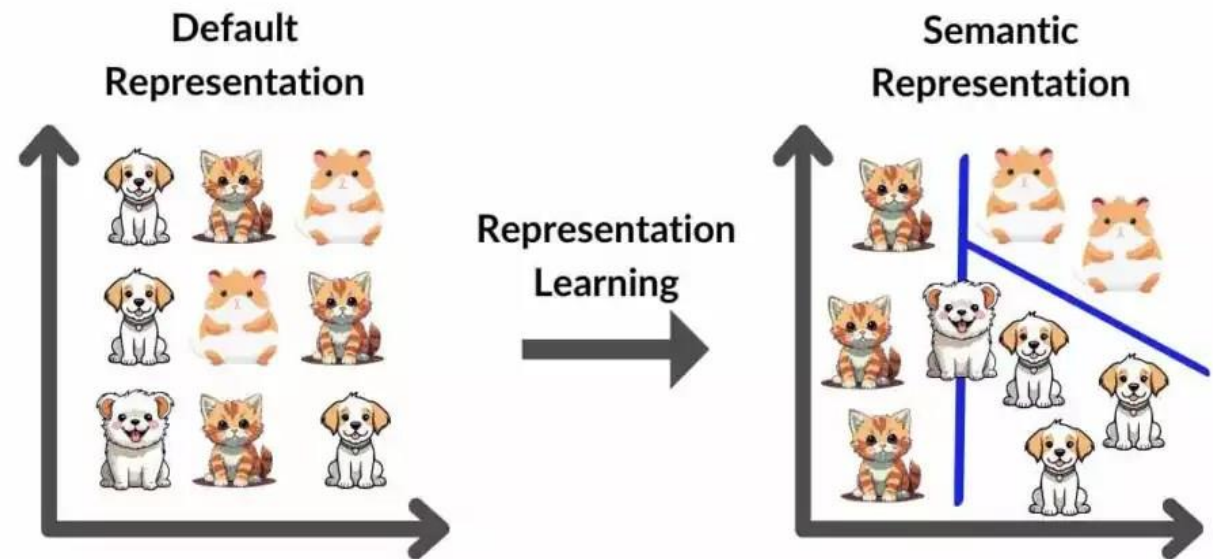 Default
Representation
Semantic
Representation
Representation
Learning